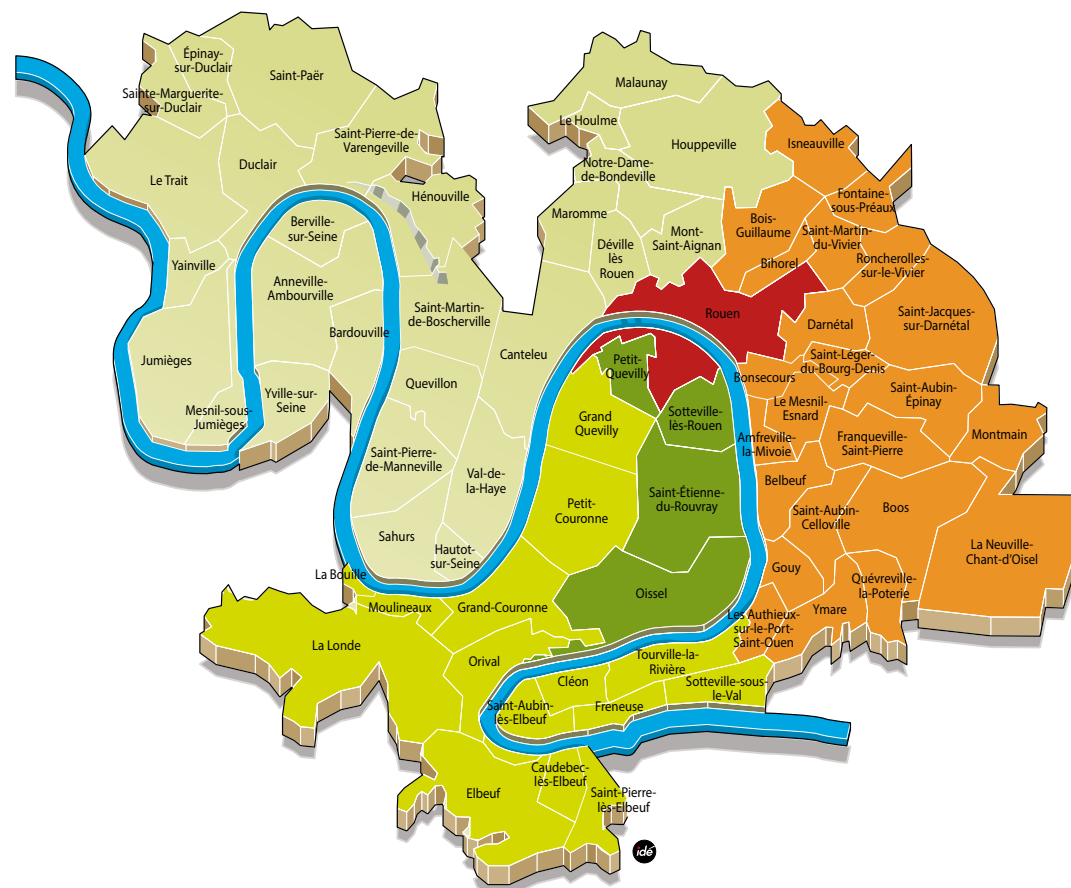 Épinay-
sur-Duclair
Saint-Paër
Sainte-Marguerite-
sur-Duclair
Saint-Pierre-de-
Varengeville
Duclair
Le Trait
Hénouville
Berville-
sur-Seine
Yainville
Anneville-
Ambourville
Bardouville
Saint-Martin-
de-Boscherville
Jumièges
Mesnil-sous-
Jumièges
Yville-sur-
Seine
Quevillon
Canteleu
Saint-Pierre-
de-Manneville
Val-de-
la-Haye
Sahurs
Hautot-
sur-Seine
Malaunay
Le Houlme
Houppeville
Notre-Dame-
de-Bondeville
Maromme
Déville
lès
Rouen
Mont-
Saint-Aignan
Isneauville
Fontaine-
sous-Préaux
Bois-
Guillaume
Saint-Martin-
du-Vivier
Bihorel
Roncherolles-
sur-le-Vivier
Rouen
Darnétal
Saint-Jacques-
sur-Darnétal
Saint-Léger-
du-Bourg-Denis
Bonsecours
Le Mesnil-
Esnard
Saint-Aubin-
Épinay
Amfreville-
la-Mivoie
Franqueville-
Saint-Pierre
Montmain
Belbeuf
Saint-Aubin-
Celloville
Boos
La Neuville-
Chant-d'Oisel
Gouy
Quévreville-
la-Poterie
Ymare
Les Authieux-
sur-le-Port-
Saint-Ouen
Petit-
Quevilly
Grand
Quevilly
Sotteville-
lès-Rouen
Petit-
Couronne
Saint-Étienne-
du-Rouvray
Oissel
La Bouille
Moulineaux
Grand-Couronne
La Londe
Orival
Tourville-la-
Rivière
Cléon
Sotteville-sous-
le-Val
Saint-Aubin-
lès-Elbeuf
Freneuse
Caudebec-
lès-Elbeuf
Elbeuf
Saint-Pierre-
lès-Elbeuf
idé